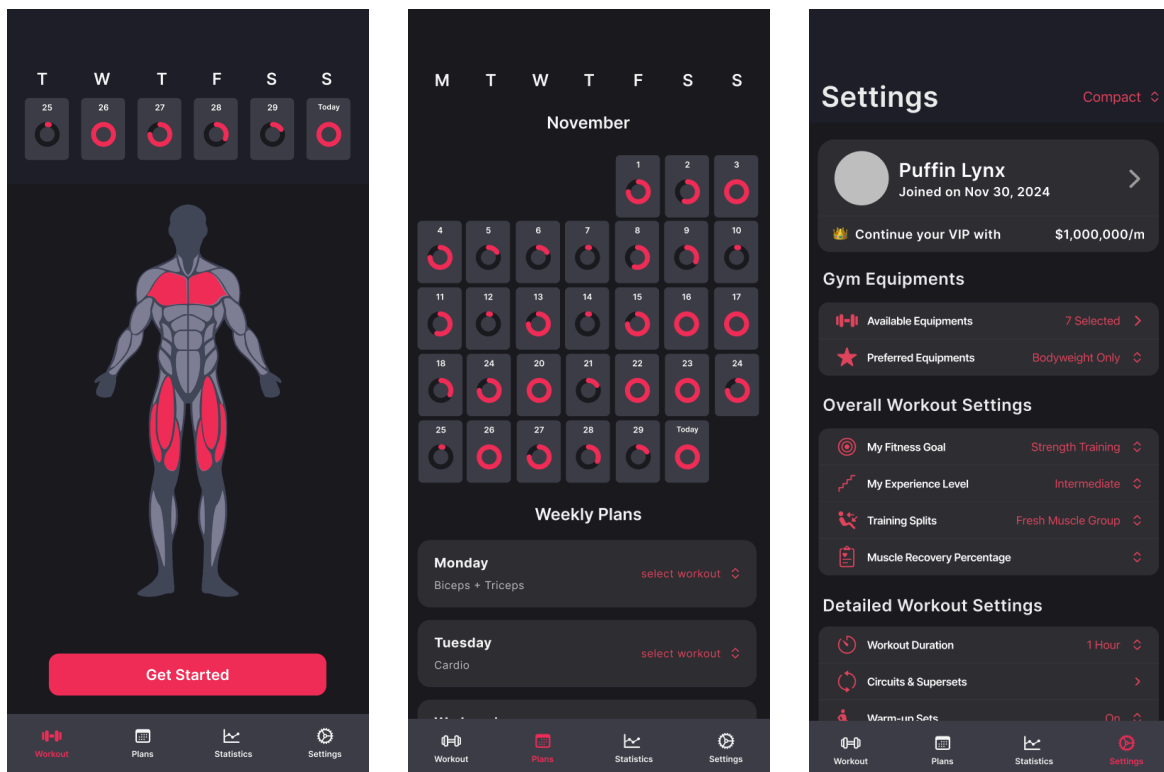 T W T F S S
25 26 27 28 29 Today
Get Started
Workout Plans Statistics Settings
M T W T F S S
November
1 2 3
4 5 6 7 8 9 10
11 12 13 14 15 16 17
18 24 20 21 22 23 24
25 26 27 28 29 Today
Weekly Plans
Monday
select workout
Biceps + Triceps
Tuesday
select workout
Cardio
Workout Plans Statistics Settings
Settings
Compact
Puffin Lynx
Joined on Nov 30, 2024
Continue your VIP with $1,000,000/m
Gym Equipments
Available Equipments 7 Selected
Preferred Equipments Bodyweight Only
Overall Workout Settings
My Fitness Goal Strength Training
My Experience Level Intermediate
Training Splits Fresh Muscle Group
Muscle Recovery Percentage
Detailed Workout Settings
Workout Duration 1 Hour
Circuits & Supersets
Warm-up Sets On
Workout Plans Statistics Settings